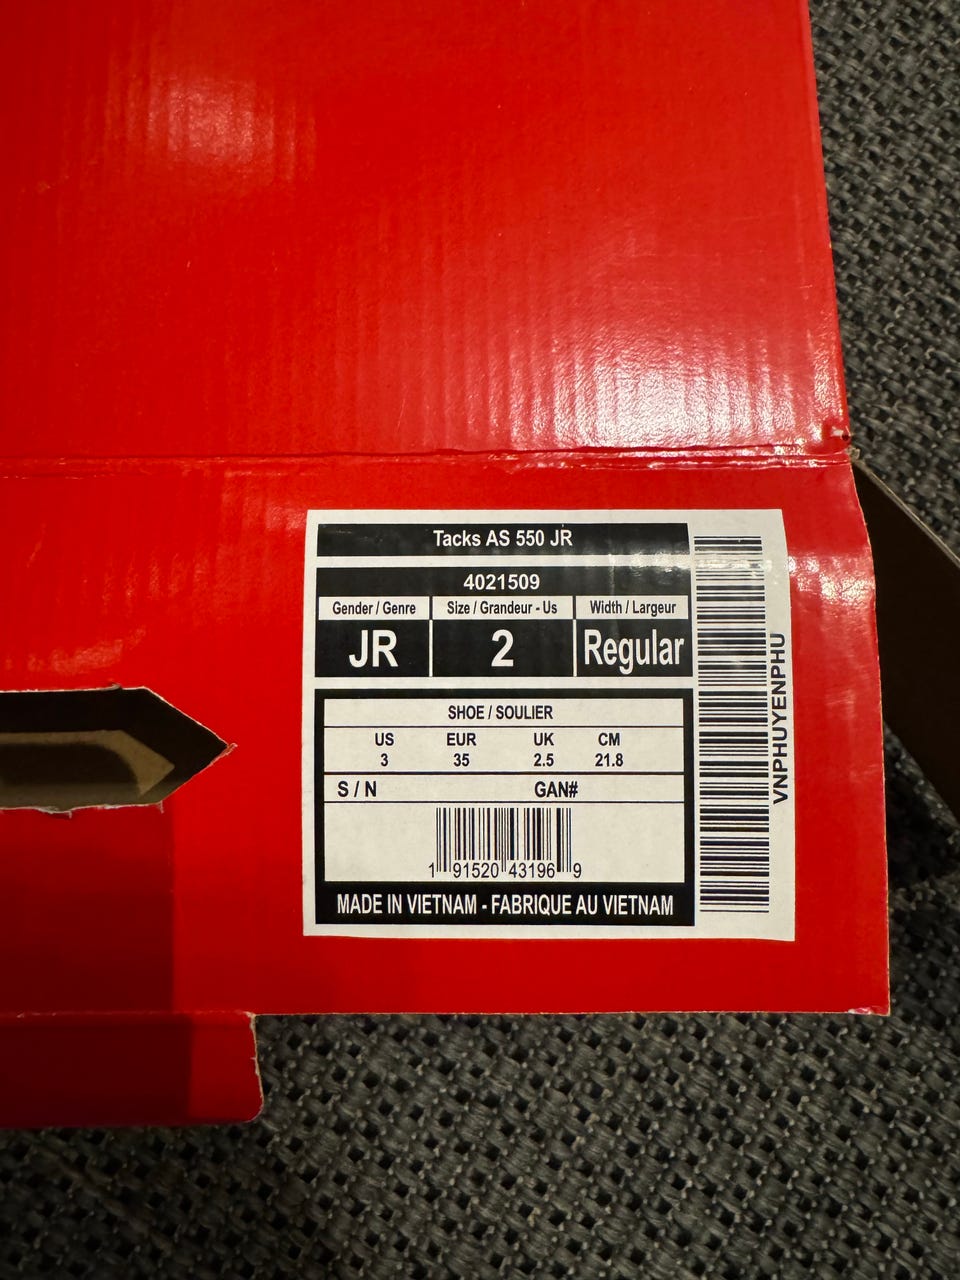 Tacks AS 550 JR
4021509
Gender / Genre Size / Grandeur - Us Width / Largeur
JR 2 Regular
SHOE / SOULIER
US EUR UK CM
3 35 2.5 21.8
S / N GAN#
1 91520 43196 9
MADE IN VIETNAM - FABRIQUE AU VIETNAM
VNPHUYENPHU